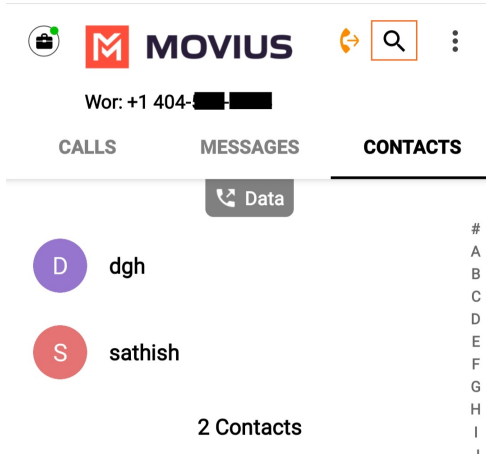 MOVIUS
Wor: +1 404-
CALLS MESSAGES CONTACTS
Data
#
A
B
D dgh
C
D
E
S sathish
F
G
H
2 Contacts
I